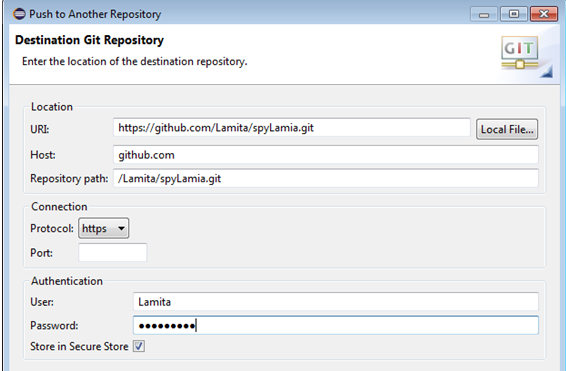 Push to Another Repository
Destination Git Repository
Enter the location of the destination repository.
GIT
Location
URI: https://github.com/Lamita/spyLamia.git Local File...
Host: github.com
Repository path: /Lamita/spyLamia.git
Connection
Protocol: https
Port:
Authentication
User: Lamita
Password: •••••••••
Store in Secure Store